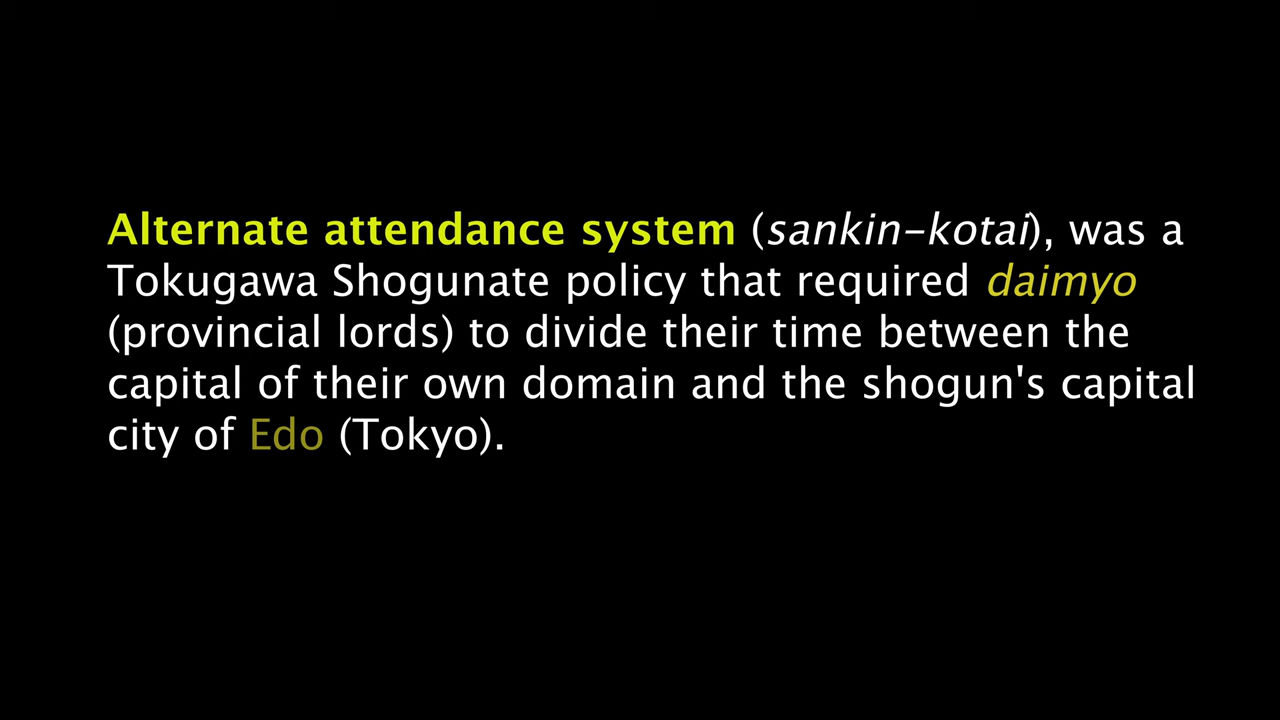 Alternate attendance system (sankin-kotai), was a
Tokugawa Shogunate policy that required daimyo
(provincial lords) to divide their time between the
capital of their own domain and the shogun's capital
city of Edo (Tokyo).